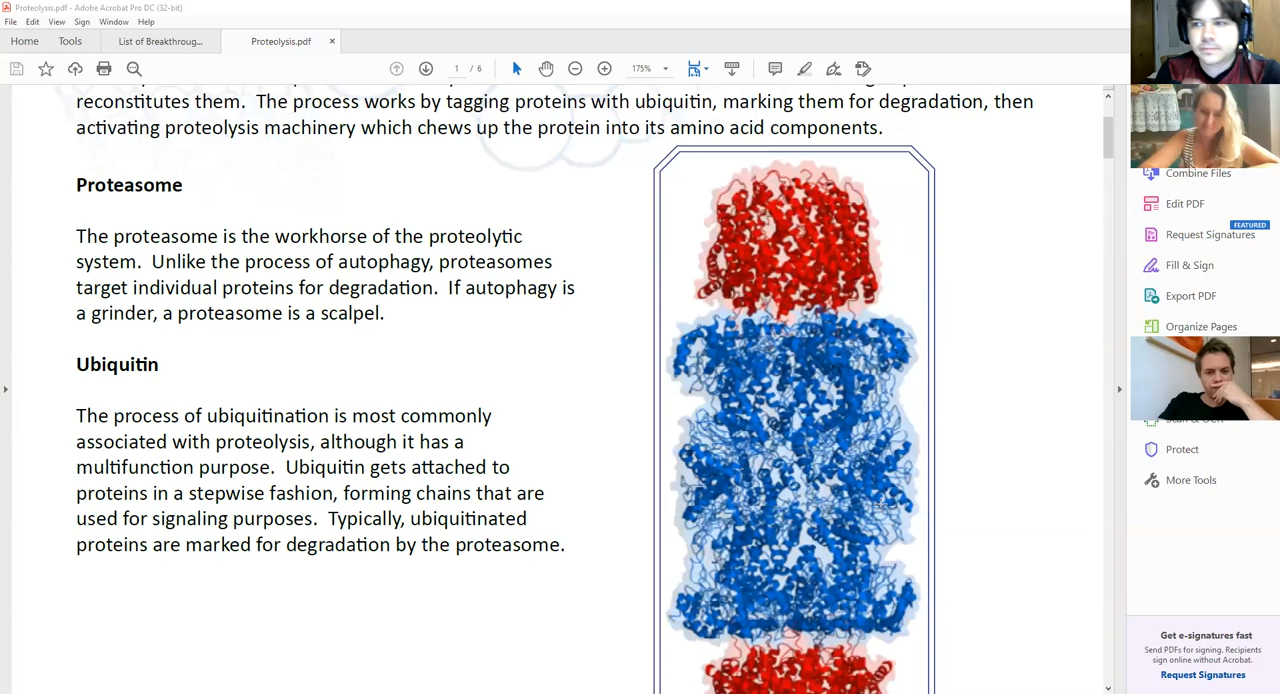 Proteolysis.pdf - Adobe Acrobat Pro DC (32-bit)
File Edit View Sign Window Help
Home Tools List of Breakthroug... Proteolysis.pdf ×
1 / 6 175%
reconstitutes them. The process works by tagging proteins with ubiquitin, marking them for degradation, then
activating proteolysis machinery which chews up the protein into its amino acid components.
Proteasome
The proteasome is the workhorse of the proteolytic
system. Unlike the process of autophagy, proteasomes
target individual proteins for degradation. If autophagy is
a grinder, a proteasome is a scalpel.
Ubiquitin
The process of ubiquitination is most commonly
associated with proteolysis, although it has a
multifunction purpose. Ubiquitin gets attached to
proteins in a stepwise fashion, forming chains that are
used for signaling purposes. Typically, ubiquitinated
proteins are marked for degradation by the proteasome.
Combine Files
Edit PDF
FEATURED
Request Signatures
Fill & Sign
Export PDF
Organize Pages
Protect
More Tools
Get e-signatures fast
Send PDFs for signing. Recipients
sign online without Acrobat.
Request Signatures